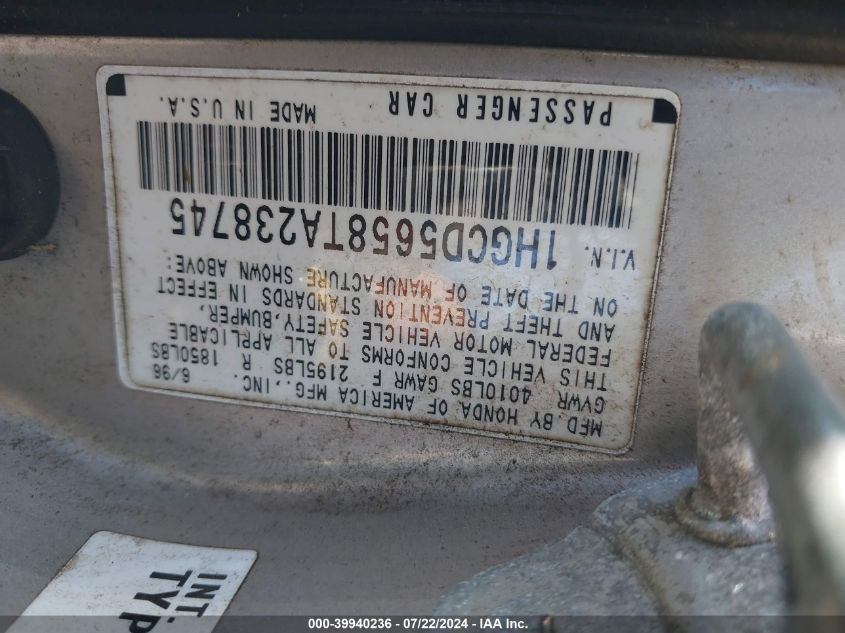 MFD. BY HONDA OF AMERICA MFG., INC. 6/96
GVWR 4010LBS GAWR F 2195LBS R 1850LBS
THIS VEHICLE CONFORMS TO ALL APPLICABLE
FEDERAL MOTOR VEHICLE SAFETY, BUMPER,
AND THEFT PREVENTION STANDARDS IN EFFECT
ON THE DATE OF MANUFACTURE SHOWN ABOVE:
V.I.N. 1HGCD5658TA238745
PASSENGER CAR MADE IN U.S.A.
INT.
TYP
000-39940236 - 07/22/2024 - IAA Inc.